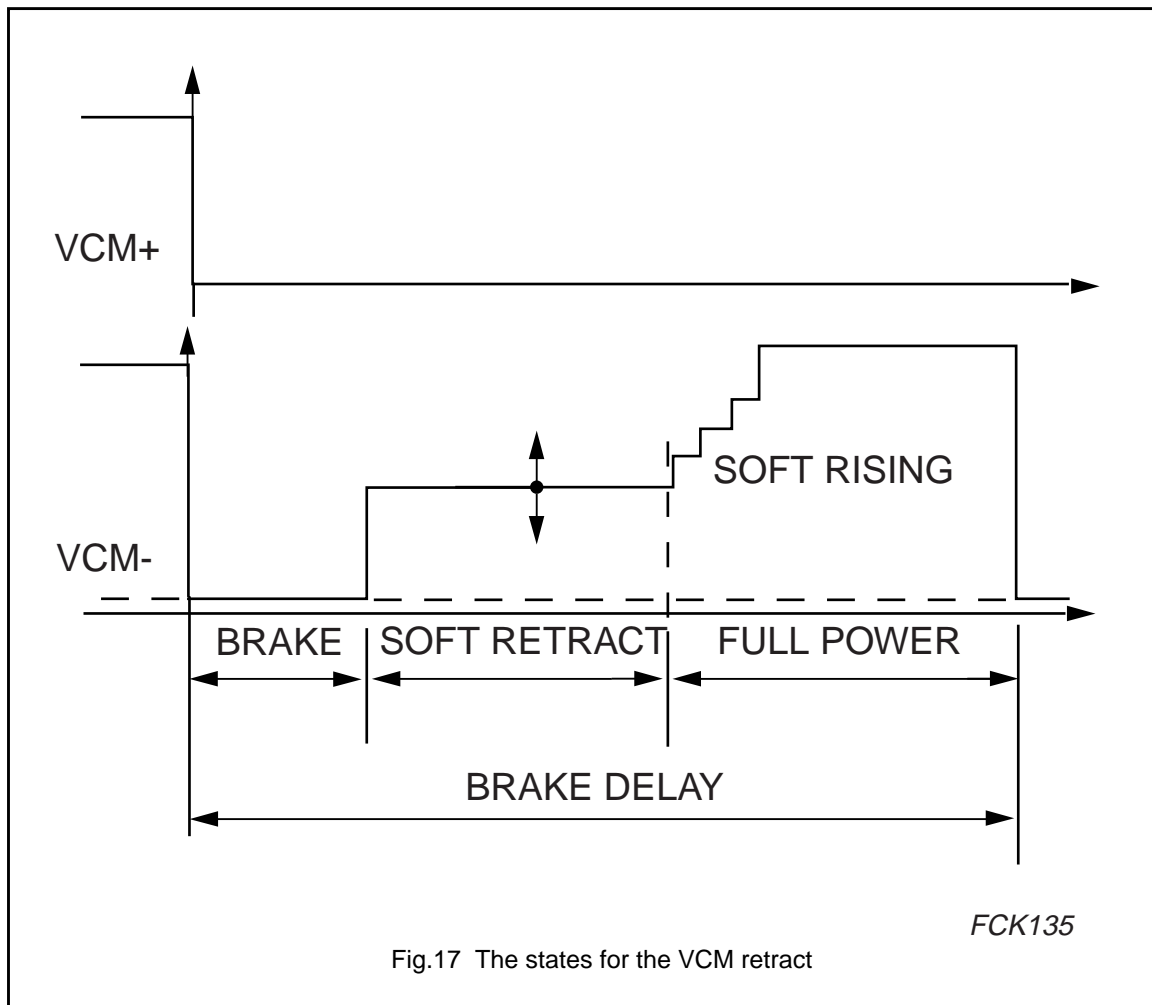 VCM+
SOFT RISING
VCM-
BRAKE
SOFT RETRACT
FULL POWER
BRAKE DELAY
FCK135
Fig.17 The states for the VCM retract